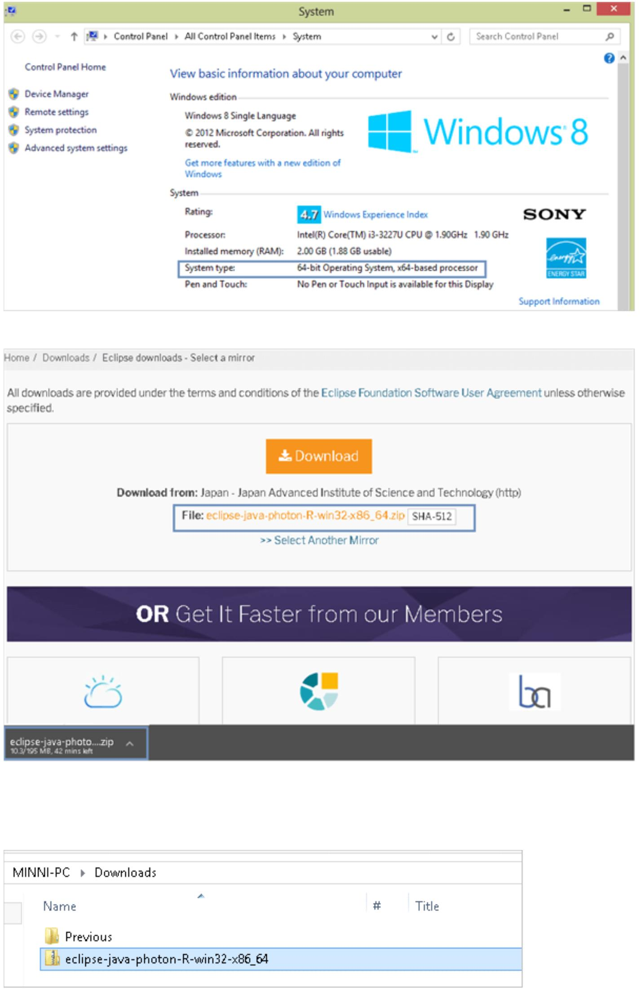 System
Control Panel ▸ All Control Panel Items ▸ System
Search Control Panel
Control Panel Home
Device Manager
Remote settings
System protection
Advanced system settings
View basic information about your computer
Windows edition
Windows 8 Single Language
© 2012 Microsoft Corporation. All rights
reserved.
Get more features with a new edition of
Windows
Windows 8
System
Rating:
4.7 Windows Experience Index
Processor: Intel(R) Core(TM) i3-3227U CPU @ 1.90GHz 1.90 GHz
Installed memory (RAM): 2.00 GB (1.88 GB usable)
System type: 64-bit Operating System, x64-based processor
Pen and Touch: No Pen or Touch Input is available for this Display
SONY
energy
ENERGY STAR
Support Information
Home / Downloads / Eclipse downloads - Select a mirror
All downloads are provided under the terms and conditions of the Eclipse Foundation Software User Agreement unless otherwise
specified.
Download
Download from: Japan - Japan Advanced Institute of Science and Technology (http)
File: eclipse-java-photon-R-win32-x86_64.zip SHA-512
>> Select Another Mirror
OR Get It Faster from our Members
ba
eclipse-java-photo....zip
10.3/195 MB, 42 mins left
MINNI-PC ▸ Downloads
Name # Title
Previous
eclipse-java-photon-R-win32-x86_64